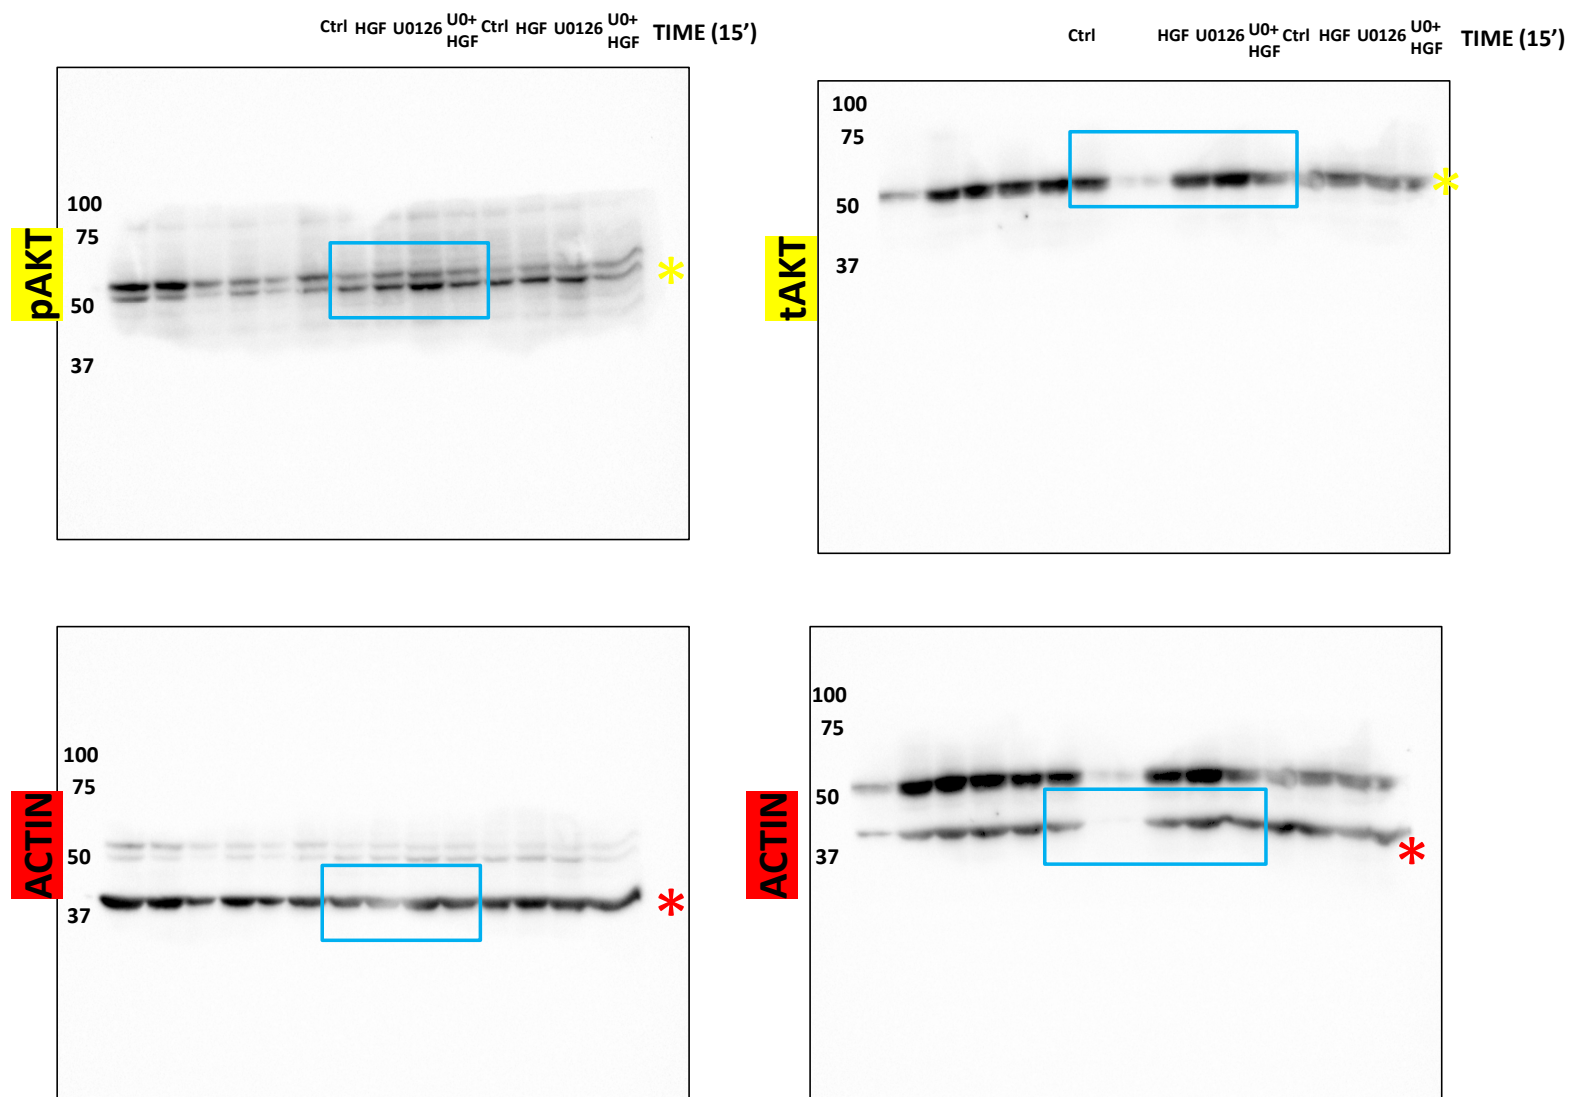 Ctrl HGF U0126 U0+ HGF Ctrl HGF U0126 U0+ HGF TIME (15’)
pAKT
100
75
50
37
Ctrl HGF U0126 U0+ HGF Ctrl HGF U0126 U0+ HGF TIME (15’)
tAKT
100
75
50
37
ACTIN
100
75
50
37
ACTIN
100
75
50
37